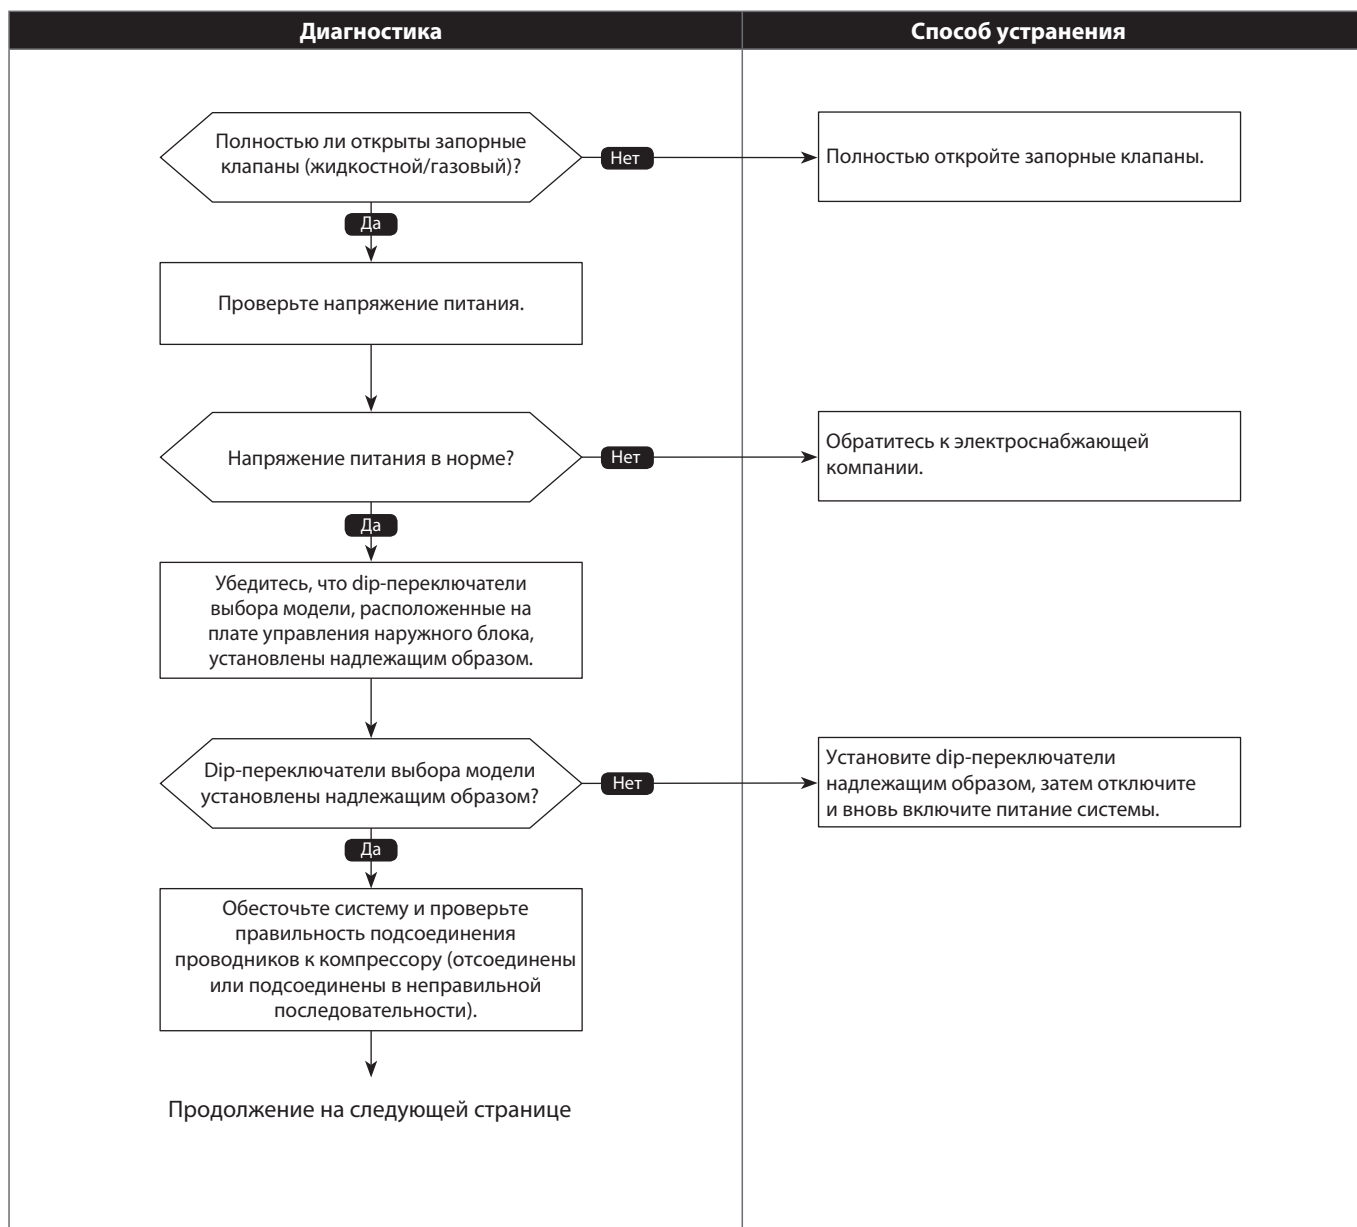 Диагностика
Способ устранения
Полностью ли открыты запорные
клапаны (жидкостной/газовый)?
Нет
Полностью откройте запорные клапаны.
Да
Проверьте напряжение питания.
Напряжение питания в норме?
Нет
Обратитесь к электроснабжающей
компании.
Да
Убедитесь, что dip-переключатели
выбора модели, расположенные на
плате управления наружного блока,
установлены надлежащим образом.
Dip-переключатели выбора модели
установлены надлежащим образом?
Нет
Установите dip-переключатели
надлежащим образом, затем отключите
и вновь включите питание системы.
Да
Обесточьте систему и проверьте
правильность подсоединения
проводников к компрессору (отсоединены
или подсоединены в неправильной
последовательности).
Продолжение на следующей странице